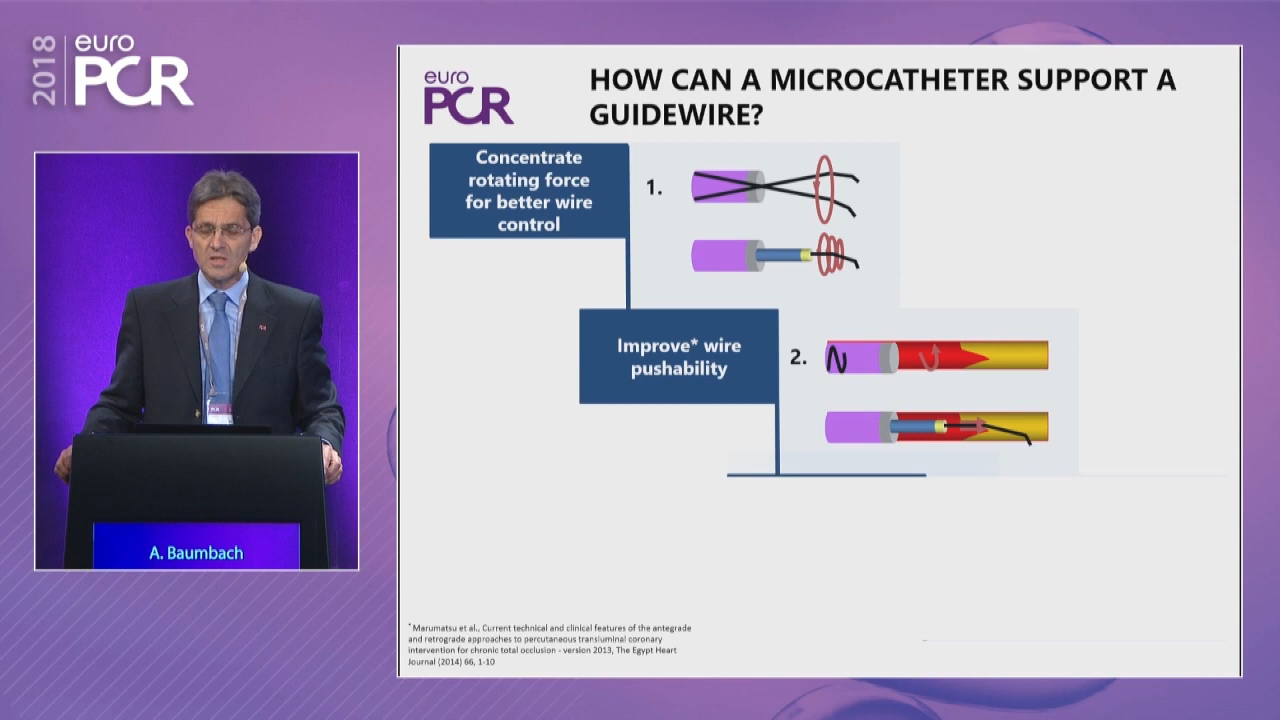 2018
euro
PCR
euro
PCR
HOW CAN A MICROCATHETER SUPPORT A
GUIDEWIRE?
Concentrate
rotating force
for better wire
control
1.
Improve* wire
pushability
2.
A. Baumbach
*Marumatsu et al., Current technical and clinical features of the antegrade
and retrograde approaches to percutaneous transluminal coronary
intervention for chronic total occlusion - version 2013, The Egypt Heart
Journal (2014) 66, 1-10